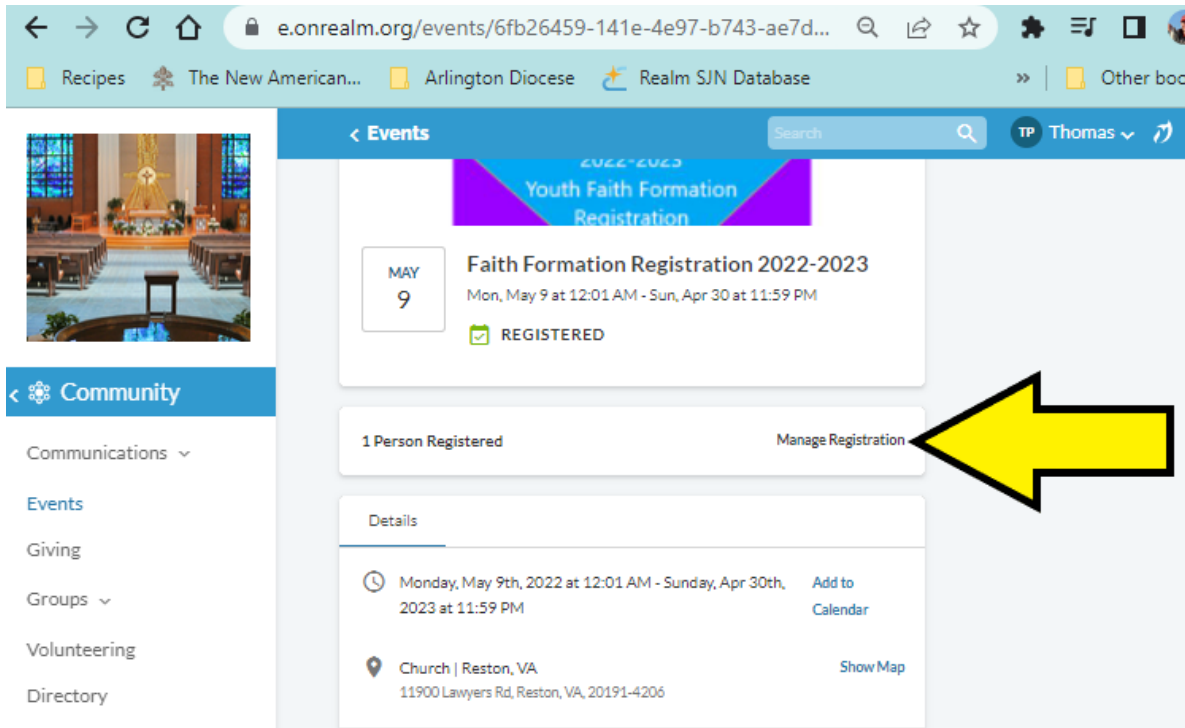 e.onrealm.org/events/6fb26459-141e-4e97-b743-ae7d...
Recipes The New American... Arlington Diocese Realm SJN Database » Other boo
< Events Search TP Thomas
2022-2023
Youth Faith Formation
Registration
MAY
9
Faith Formation Registration 2022-2023
Mon, May 9 at 12:01 AM - Sun, Apr 30 at 11:59 PM
REGISTERED
< Community
1 Person Registered Manage Registration
Communications
Events
Giving
Groups
Volunteering
Directory
Details
Monday, May 9th, 2022 at 12:01 AM - Sunday, Apr 30th,
2023 at 11:59 PM
Add to
Calendar
Church | Reston, VA Show Map
11900 Lawyers Rd, Reston, VA, 20191-4206